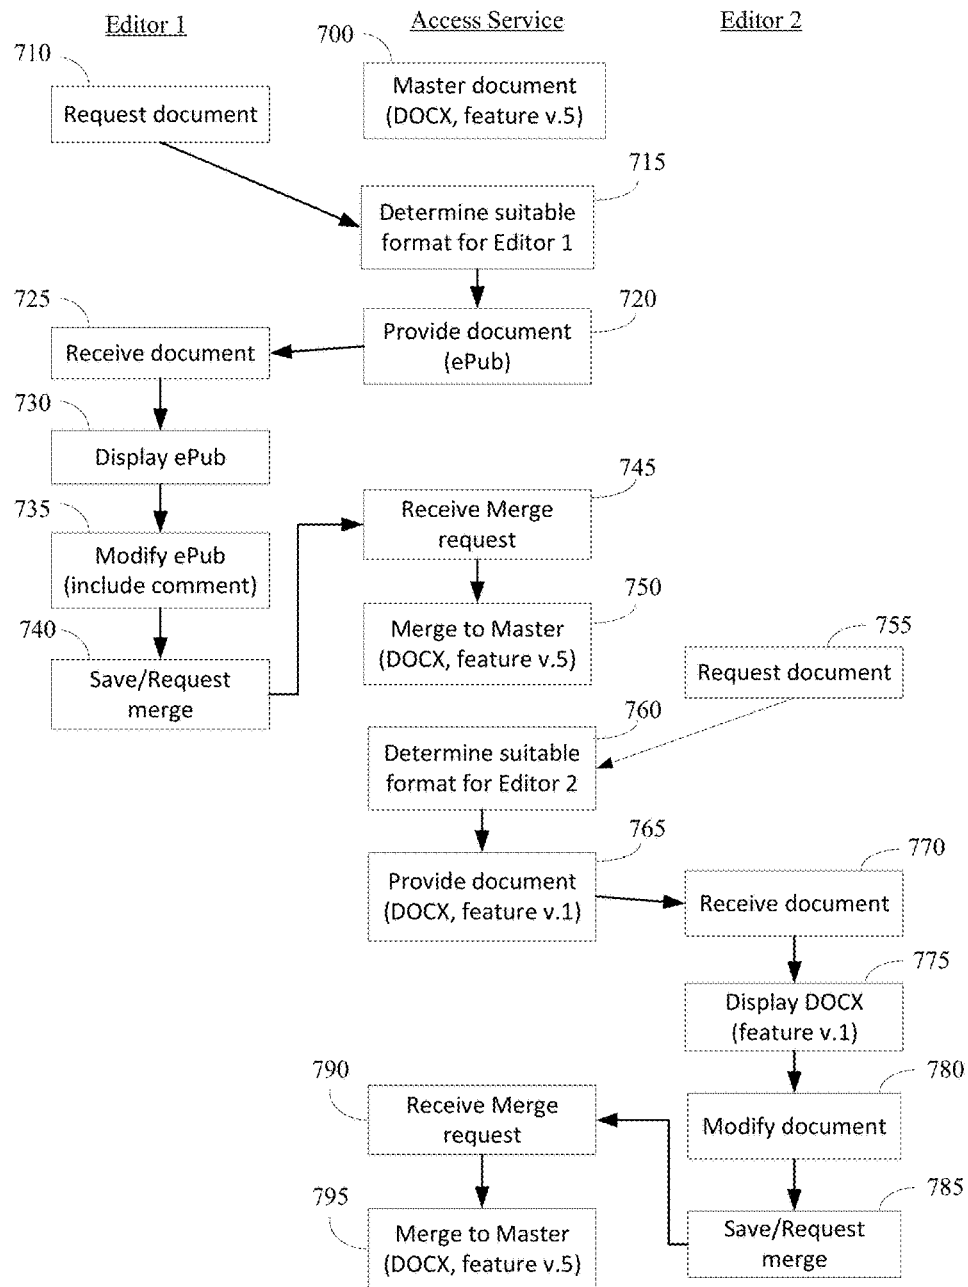 Editor 1
Access Service
Editor 2
700
710
Master document
(DOCX, feature v.5)
Request document
715
Determine suitable
format for Editor 1
725
720
Provide document
(ePub)
Receive document
730
Display ePub
745
Receive Merge
request
735
Modify ePub
(include comment)
750
Merge to Master
(DOCX, feature v.5)
755
Request document
740
Save/Request
merge
760
Determine suitable
format for Editor 2
765
Provide document
(DOCX, feature v.1)
770
Receive document
775
Display DOCX
(feature v.1)
790
Receive Merge
request
780
Modify document
795
Merge to Master
(DOCX, feature v.5)
785
Save/Request
merge